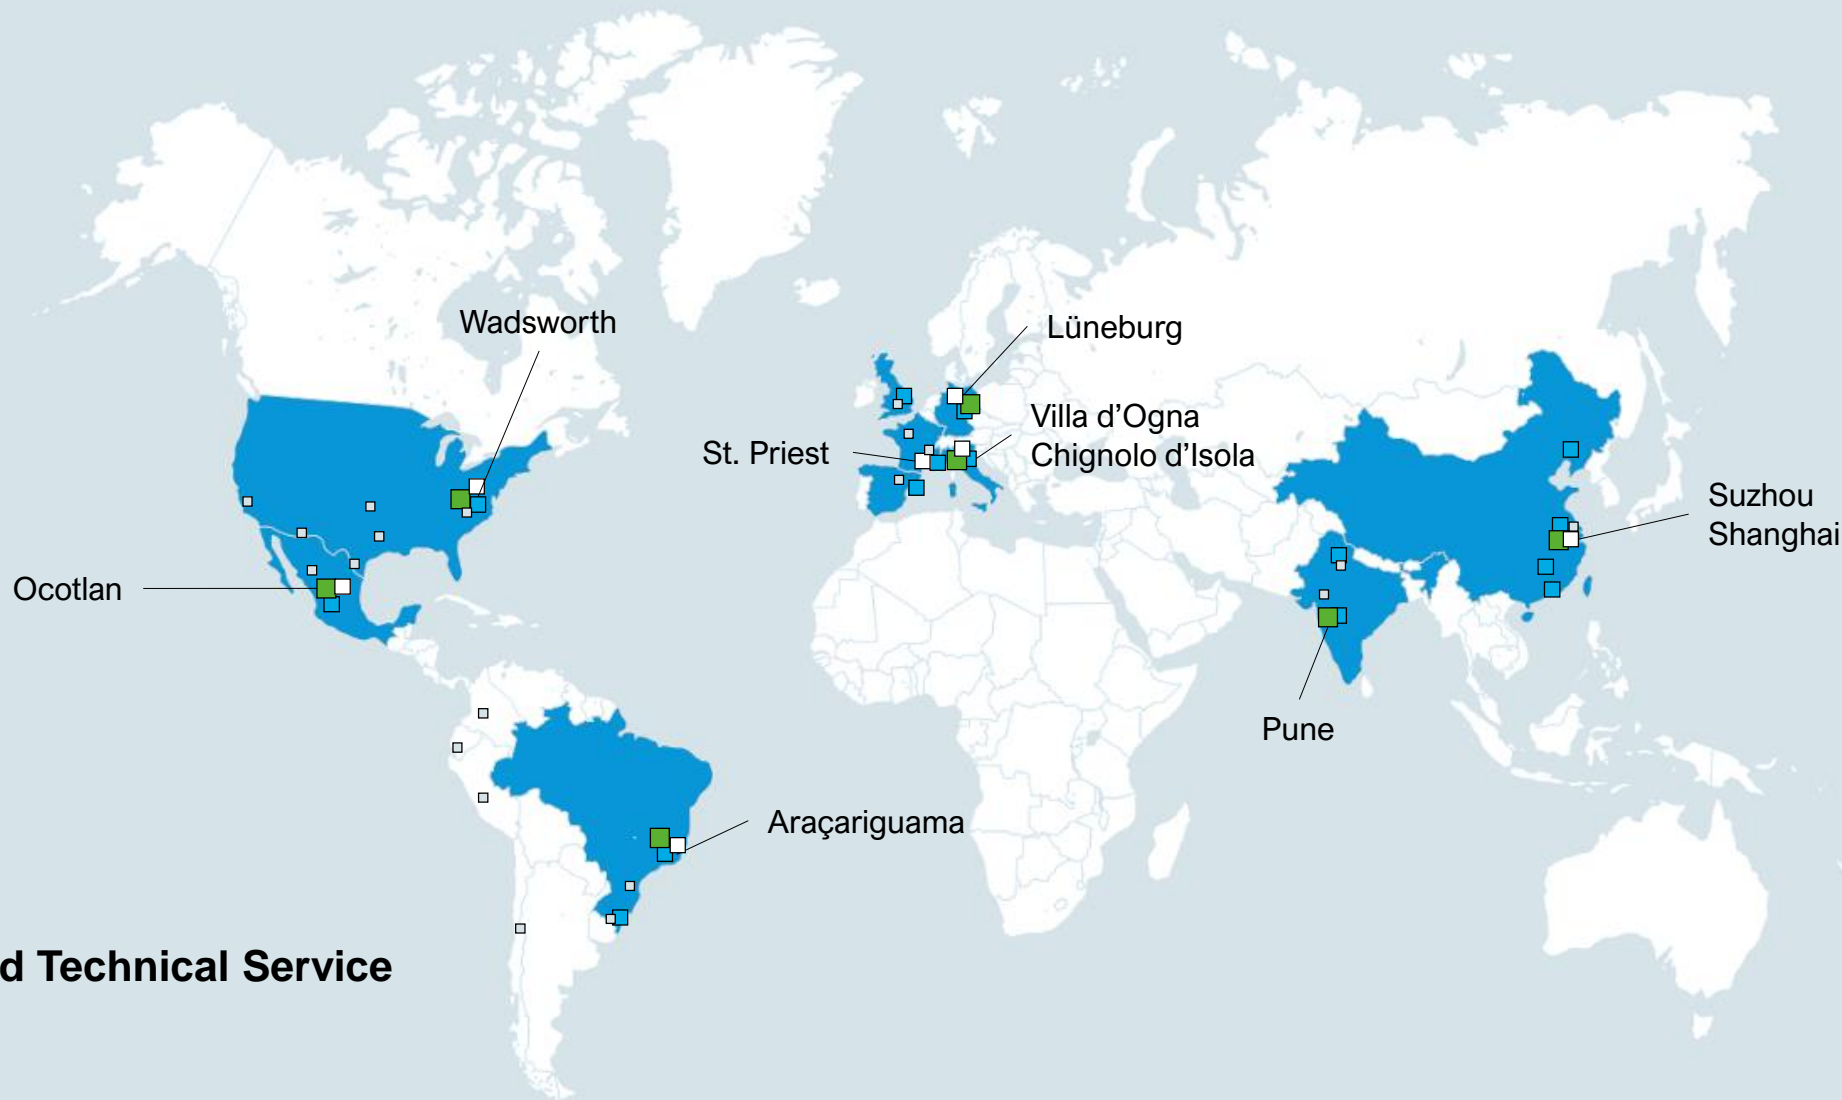 Wadsworth
Lüneburg
Villa d'Ogna
Chignolo d'Isola
St. Priest
Suzhou
Shanghai
Ocotlan
Pune
Araçariguama
d Technical Service